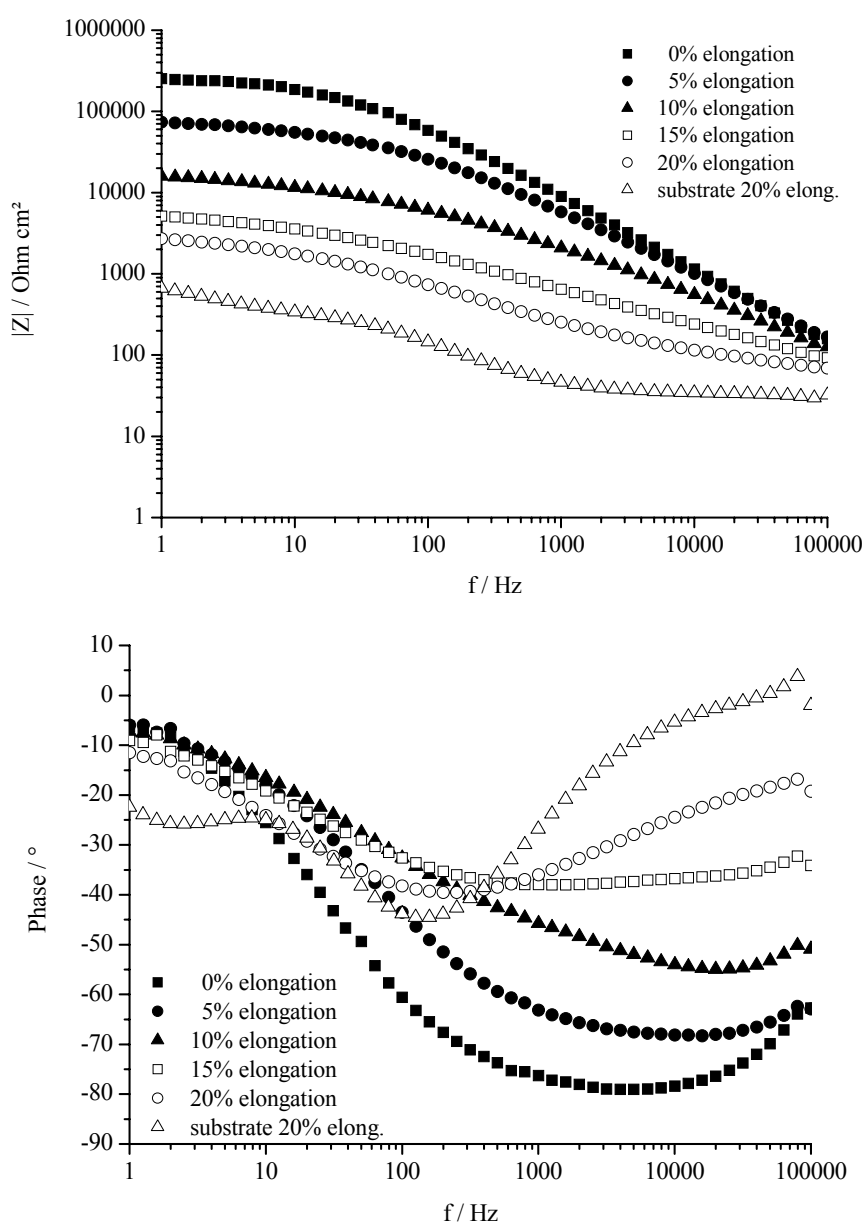 1000000
100000
10000
1000
100
10
1
|Z| / Ohm cm²
0% elongation
5% elongation
10% elongation
15% elongation
20% elongation
substrate 20% elong.
1 10 100 1000 10000 100000
f / Hz
10
0
-10
-20
-30
-40
-50
-60
-70
-80
-90
Phase / °
0% elongation
5% elongation
10% elongation
15% elongation
20% elongation
substrate 20% elong.
1 10 100 1000 10000 100000
f / Hz